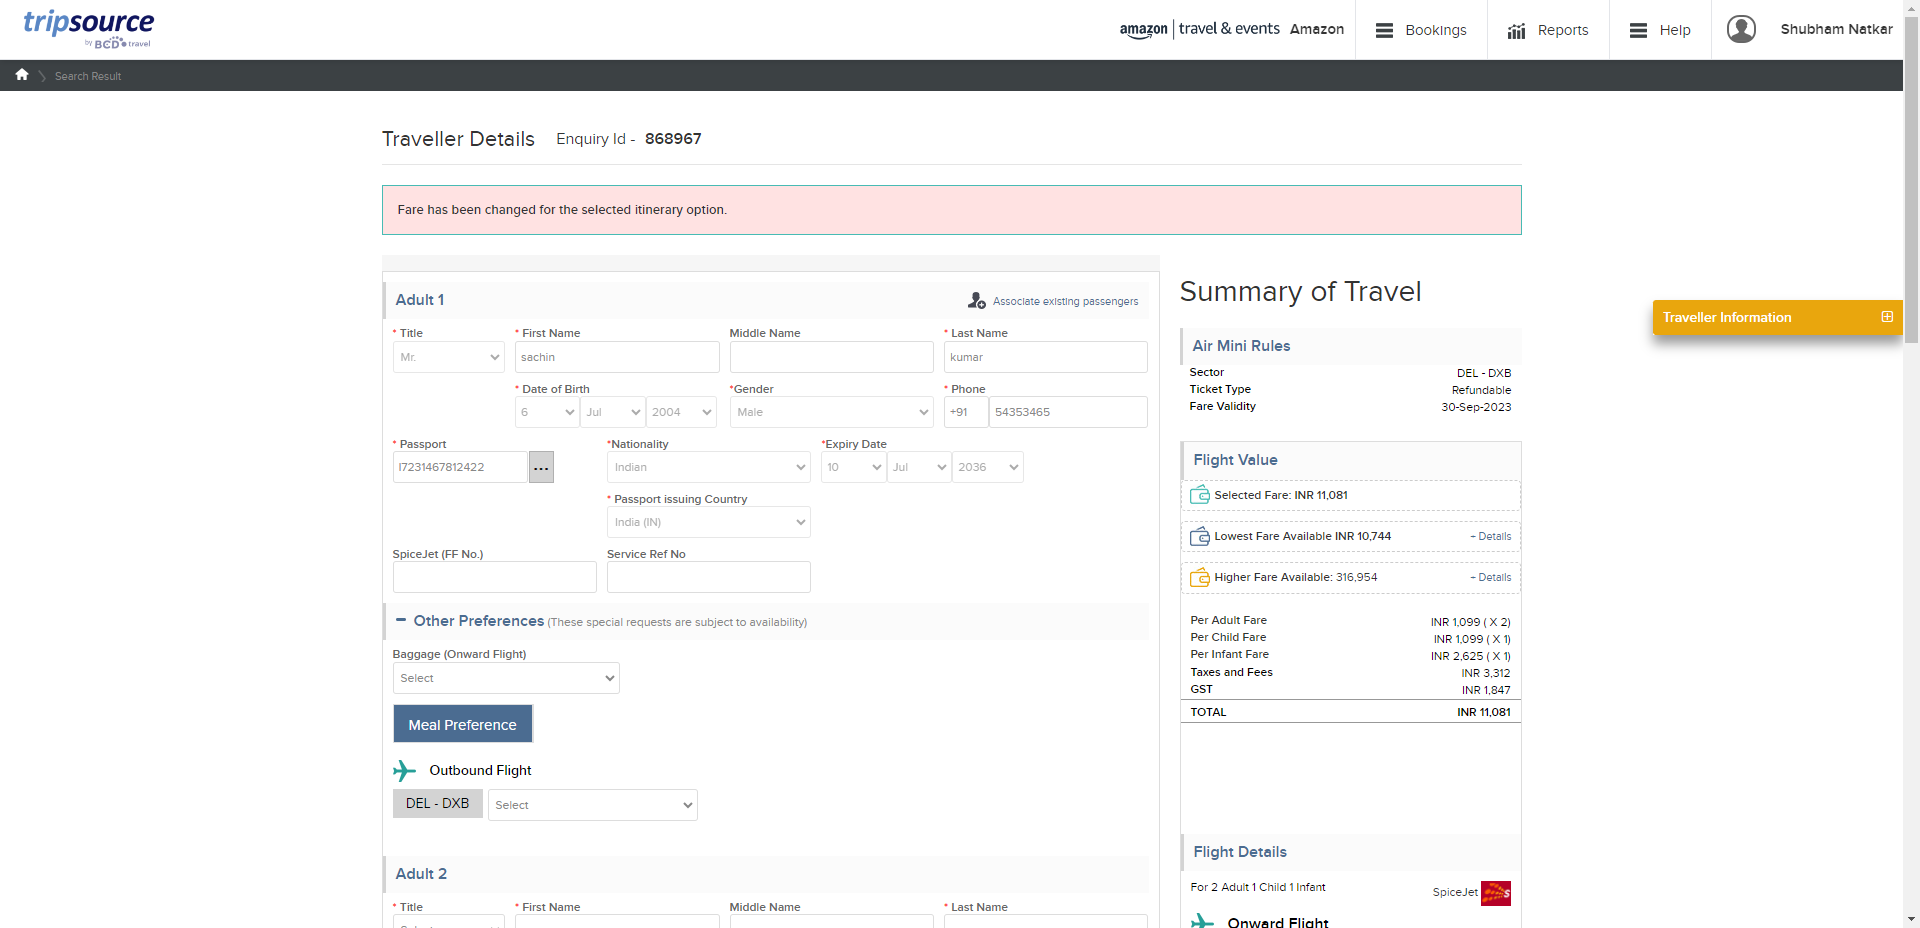 tripsource
by BCD travel
amazon | travel & events Amazon
Bookings
Reports
Help
Shubham Natkar
Search Result
Traveller Details Enquiry Id - 868967
Fare has been changed for the selected itinerary option.
Adult 1
Associate existing passengers
* Title * First Name Middle Name * Last Name
Mr. sachin kumar
* Date of Birth *Gender * Phone
6 Jul 2004 Male +91 54353465
* Passport *Nationality *Expiry Date
I7231467812422 ... Indian 10 Jul 2036
* Passport issuing Country
India (IN)
SpiceJet (FF No.) Service Ref No
− Other Preferences (These special requests are subject to availability)
Baggage (Onward Flight)
Select
Meal Preference
Outbound Flight
DEL - DXB Select
Adult 2
* Title * First Name Middle Name * Last Name
Summary of Travel
Air Mini Rules
Sector DEL - DXB
Ticket Type Refundable
Fare Validity 30-Sep-2023
Flight Value
Selected Fare: INR 11,081
Lowest Fare Available INR 10,744 + Details
Higher Fare Available: 316,954 + Details
Per Adult Fare INR 1,099 ( X 2)
Per Child Fare INR 1,099 ( X 1)
Per Infant Fare INR 2,625 ( X 1)
Taxes and Fees INR 3,312
GST INR 1,847
TOTAL INR 11,081
Flight Details
For 2 Adult 1 Child 1 Infant SpiceJet
Onward Flight
Traveller Information